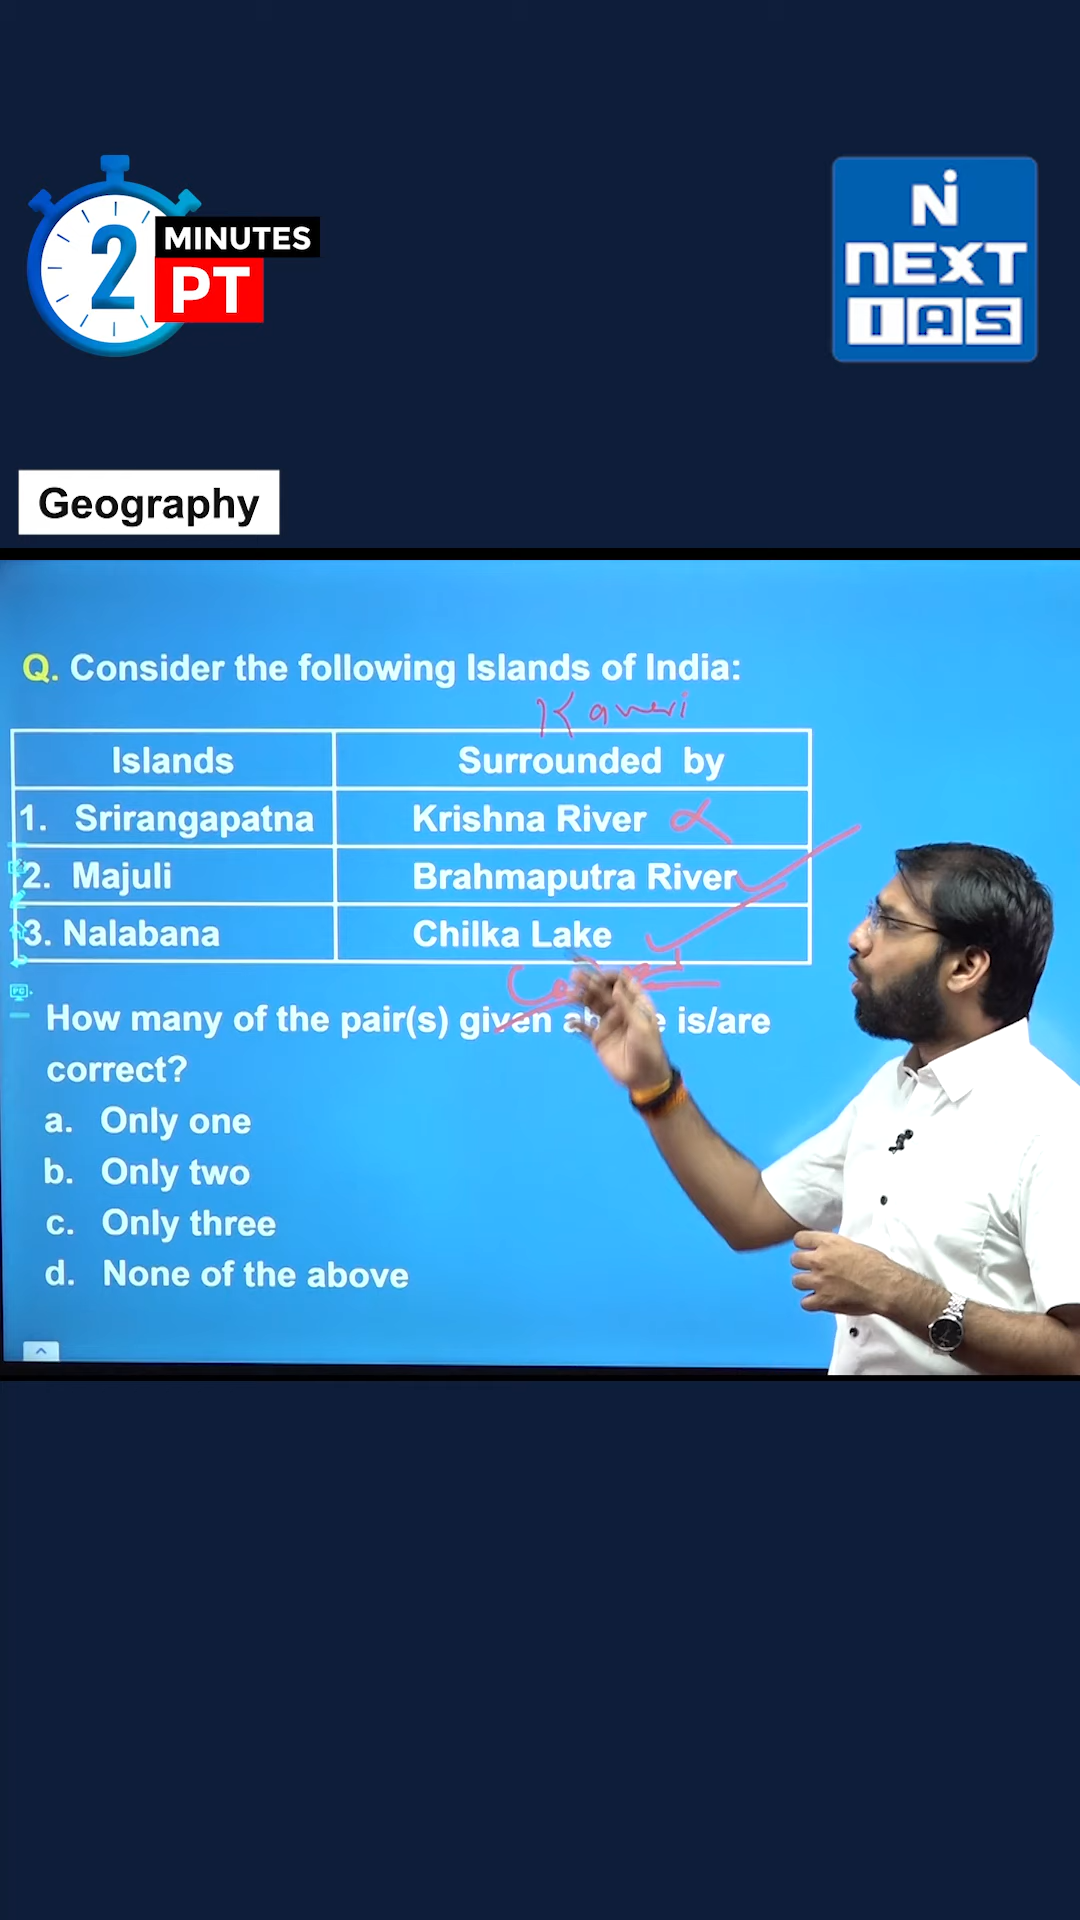 2
MINUTES
PT
Ni
NEXT
IAS
Geography
Q. Consider the following Islands of India:
Kaveri
Islands Surrounded by
1. Srirangapatna Krishna River
2. Majuli Brahmaputra River
3. Nalabana Chilka Lake
How many of the pair(s) given is/are
correct?
a. Only one
b. Only two
c. Only three
d. None of the above